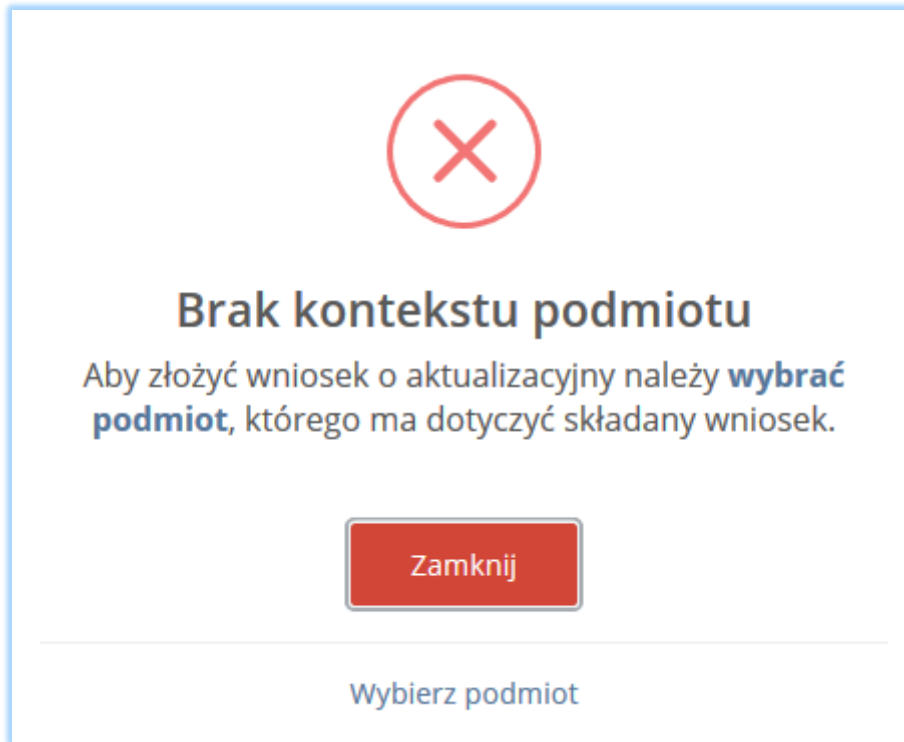 Brak kontekstu podmiotu
Aby złożyć wniosek o aktualizacyjny należy wybrać
podmiot, którego ma dotyczyć składany wniosek.
Zamknij
Wybierz podmiot